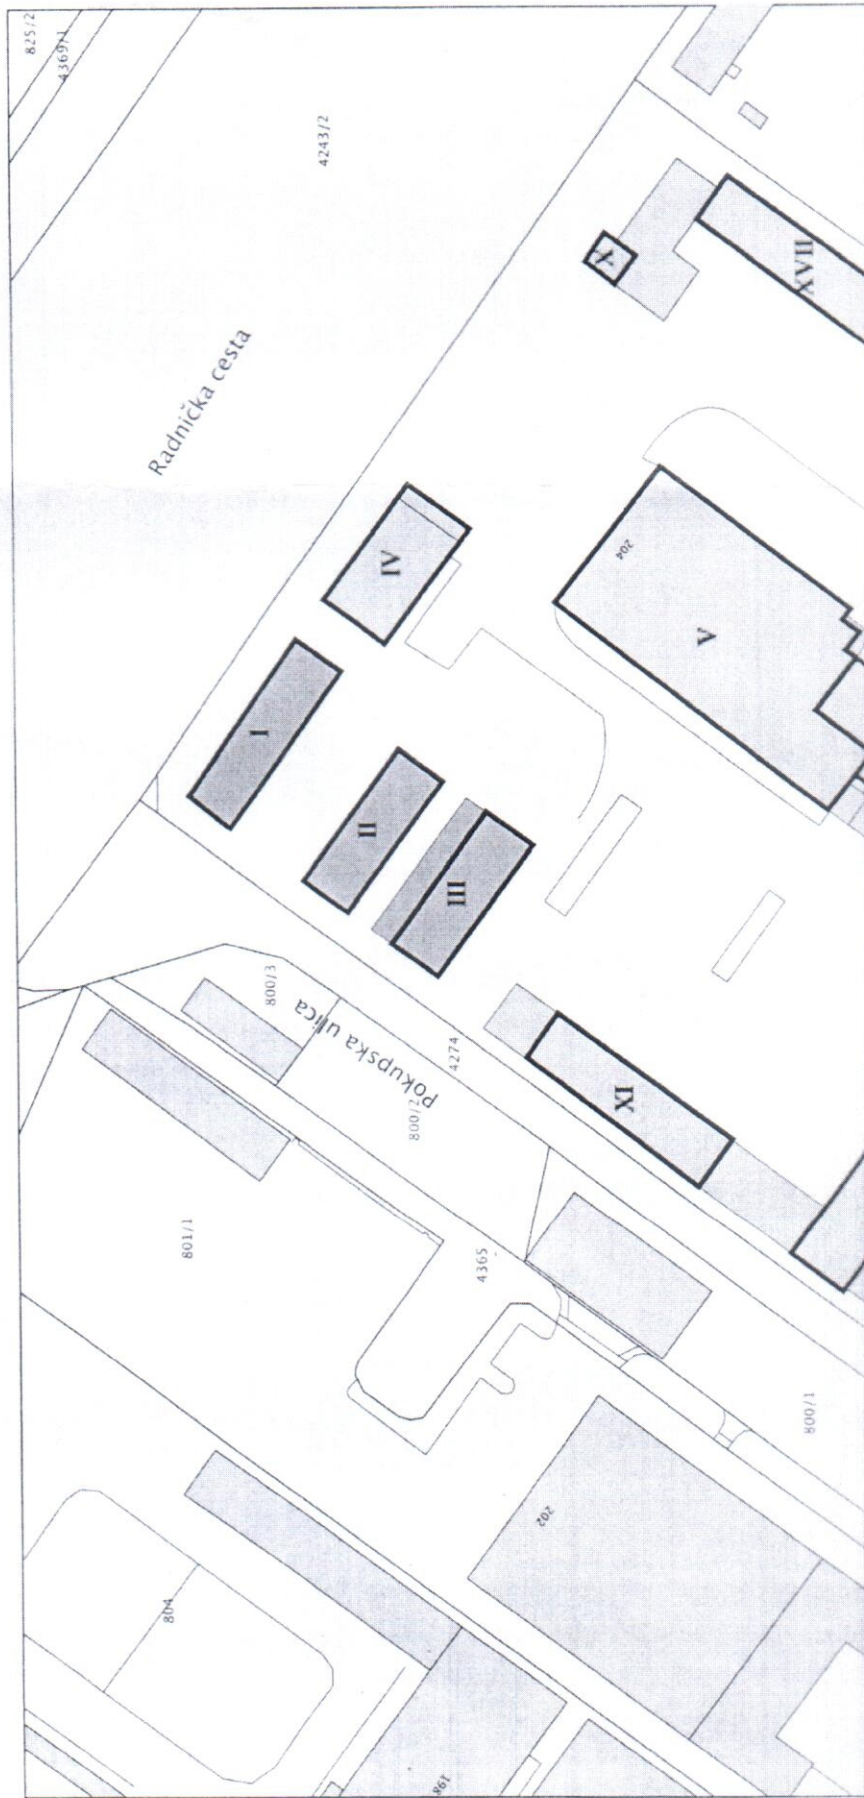 825/2
4369/1
4243/2
Radnička cesta
X
XVII
IV
204
V
I
II
III
800/3
Pokupska ulica
4274
800/2
XI
801/1
4365
800/1
202
804
198